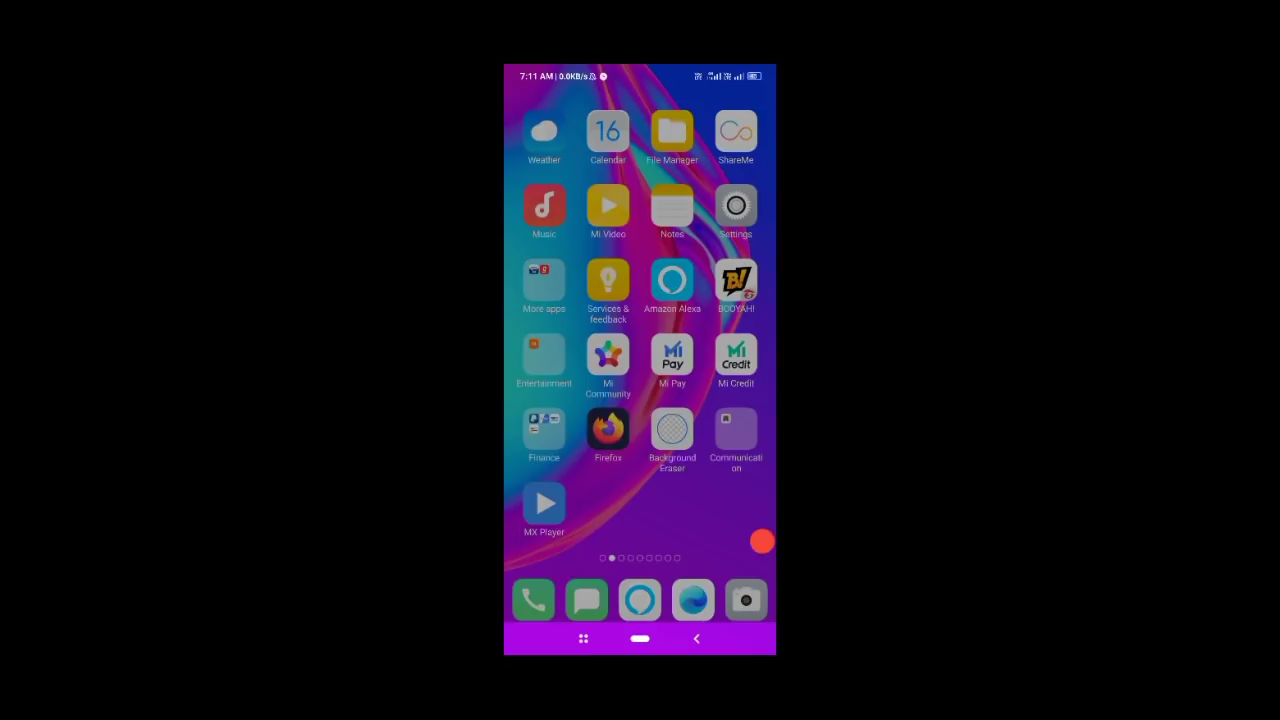 7:11 AM | 0.0KB/s
Weather
16
Calendar
File Manager
ShareMe
Music
Mi Video
Notes
Settings
More apps
Services &
feedback
Amazon Alexa
B!
BOOYAH!
Entertainment
Mi
Community
Mi
Pay
Mi Pay
Mi
Credit
Mi Credit
Finance
Firefox
Background
Eraser
Communicati
on
MX Player